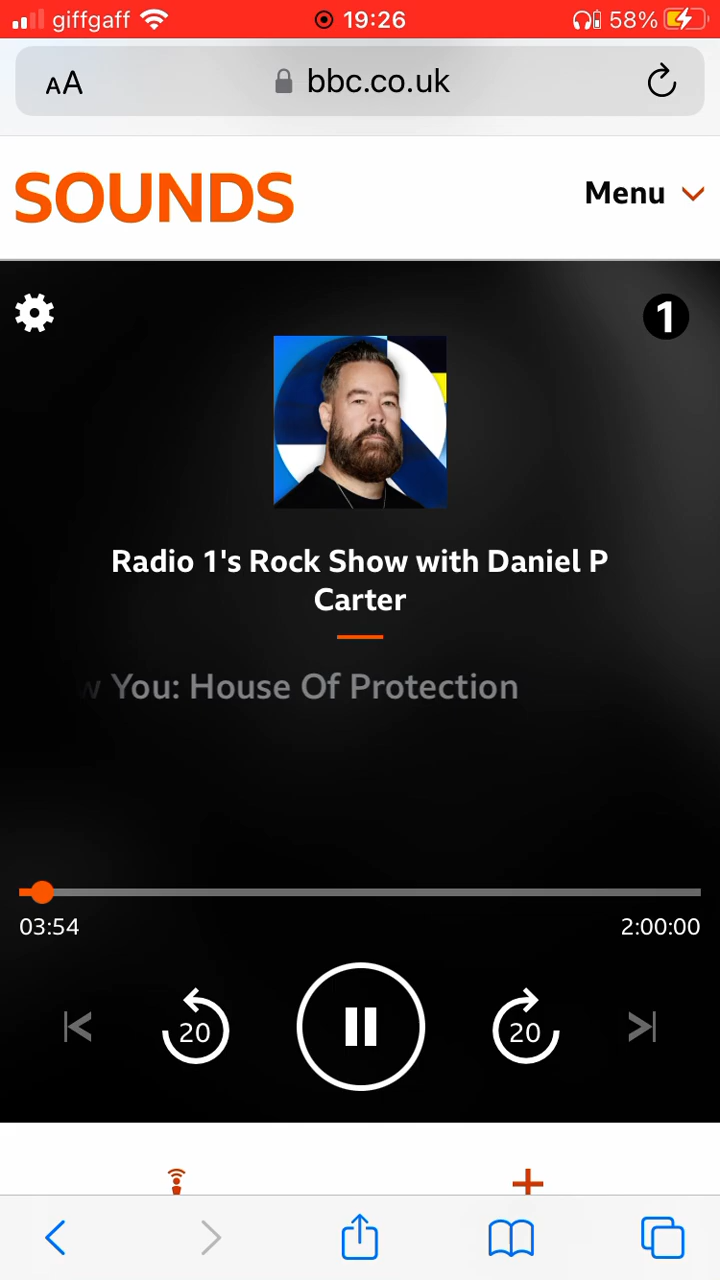 giffgaff 19:26 58%
AA bbc.co.uk
SOUNDS Menu
1
Radio 1's Rock Show with Daniel P
Carter
w You: House Of Protection
03:54 2:00:00
20 20